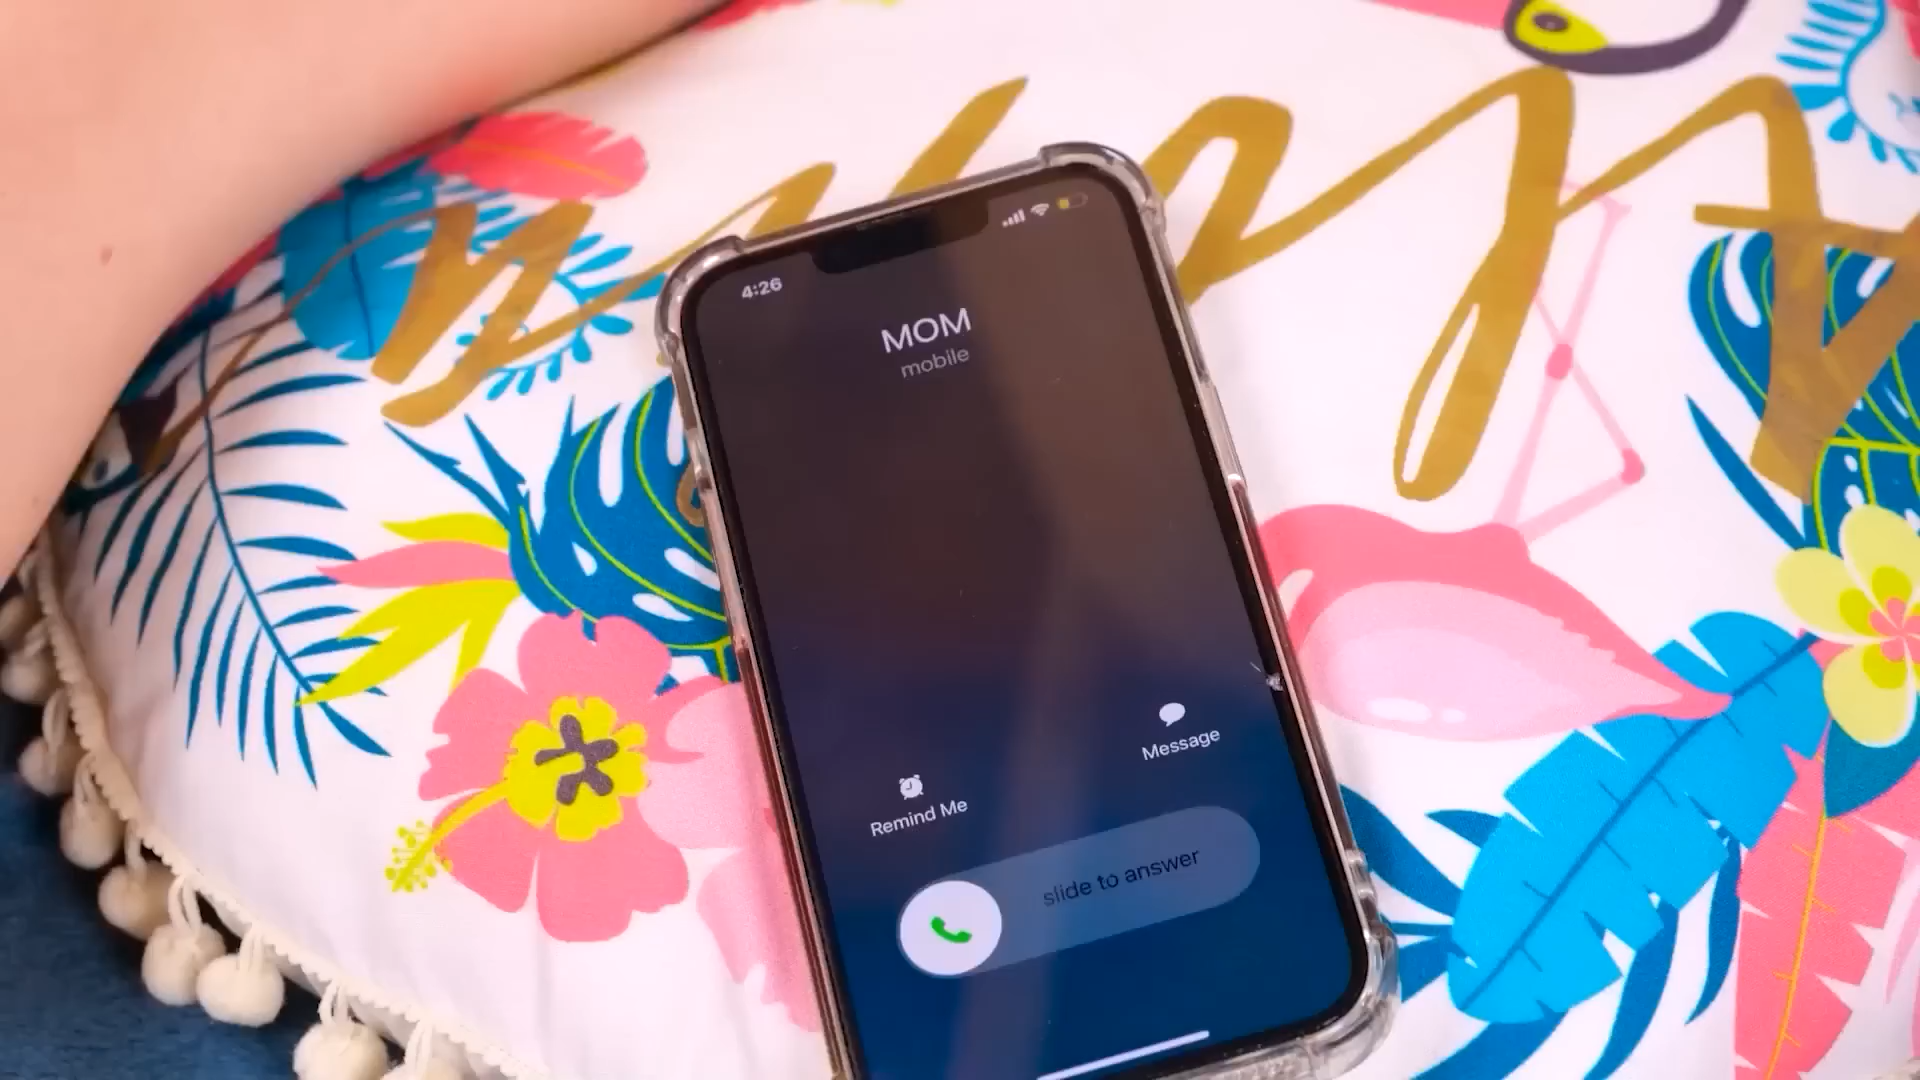 4:26
MOM
mobile
Message
Remind Me
slide to answer